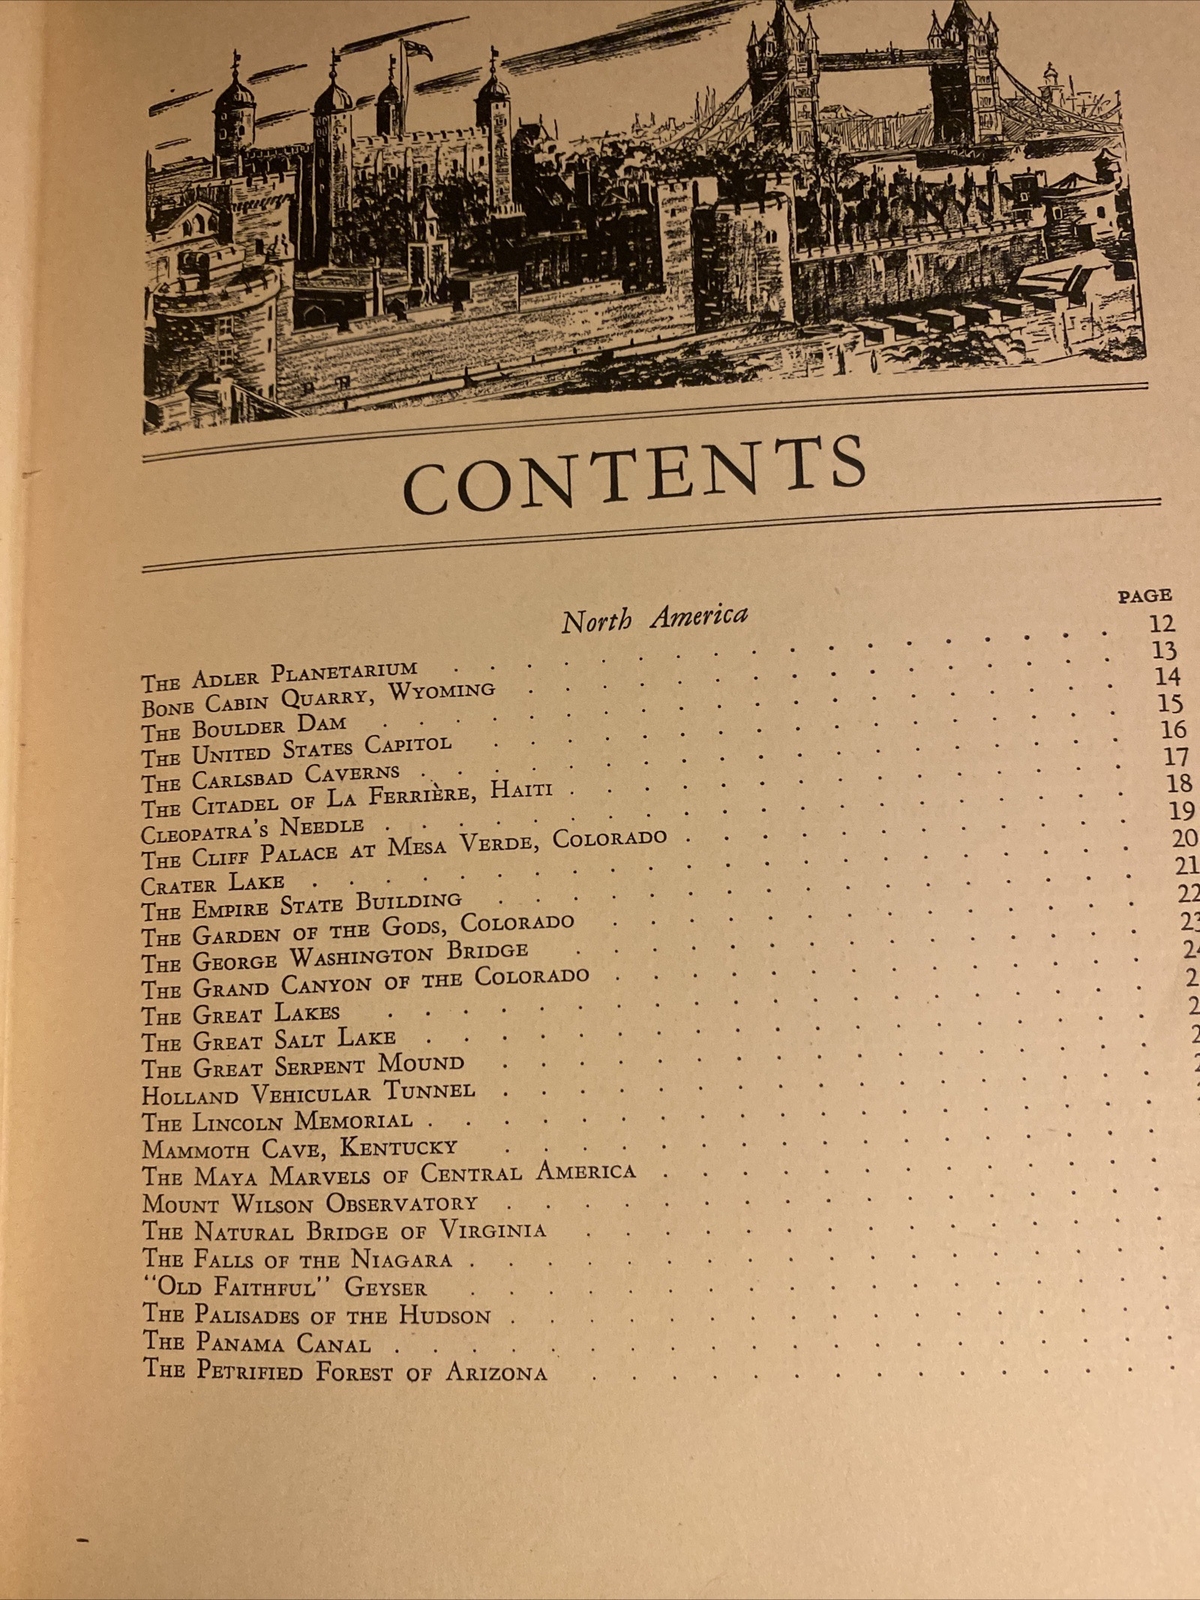 CONTENTS
PAGE
North America
THE ADLER PLANETARIUM . . . . . . . . . . . . . . . . 12
BONE CABIN QUARRY, WYOMING . . . . . . . . . . . . . . 13
THE BOULDER DAM . . . . . . . . . . . . . . . . . 14
THE UNITED STATES CAPITOL . . . . . . . . . . . . . . . 15
THE CARLSBAD CAVERNS . . . . . . . . . . . . . . . . 16
THE CITADEL OF LA FERRIÈRE, HAITI . . . . . . . . . . . . . 17
CLEOPATRA'S NEEDLE . . . . . . . . . . . . . . . . . 18
THE CLIFF PALACE AT MESA VERDE, COLORADO . . . . . . . . . . . 19
CRATER LAKE . . . . . . . . . . . . . . . . . . 20
THE EMPIRE STATE BUILDING . . . . . . . . . . . . . . . 21
THE GARDEN OF THE GODS, COLORADO . . . . . . . . . . . . . 22
THE GEORGE WASHINGTON BRIDGE . . . . . . . . . . . . . . 23
THE GRAND CANYON OF THE COLORADO . . . . . . . . . . . . . 24
THE GREAT LAKES . . . . . . . . . . . . . . . . .
THE GREAT SALT LAKE . . . . . . . . . . . . . . . .
THE GREAT SERPENT MOUND . . . . . . . . . . . . . . .
HOLLAND VEHICULAR TUNNEL . . . . . . . . . . . . . . .
THE LINCOLN MEMORIAL . . . . . . . . . . . . . . . .
MAMMOTH CAVE, KENTUCKY . . . . . . . . . . . . . . .
THE MAYA MARVELS OF CENTRAL AMERICA . . . . . . . . . . . .
MOUNT WILSON OBSERVATORY . . . . . . . . . . . . . . .
THE NATURAL BRIDGE OF VIRGINIA . . . . . . . . . . . . .
THE FALLS OF THE NIAGARA . . . . . . . . . . . . . . .
"OLD FAITHFUL" GEYSER . . . . . . . . . . . . . . .
THE PALISADES OF THE HUDSON . . . . . . . . . . . . . .
THE PANAMA CANAL . . . . . . . . . . . . . . . . .
THE PETRIFIED FOREST OF ARIZONA . . . . . . . . . . . . .